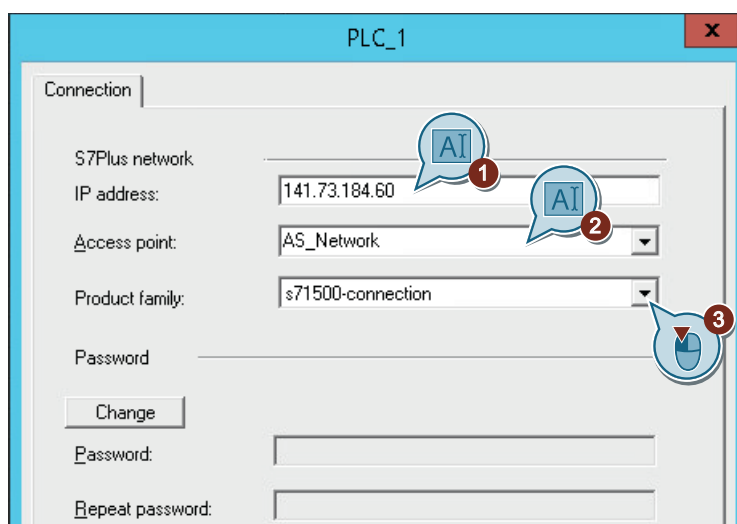 PLC_1
x
Connection
S7Plus network
AI
1
IP address:
141.73.184.60
AI
2
Access point:
AS_Network
Product family:
s71500-connection
3
Password
Change
Password:
Repeat password: